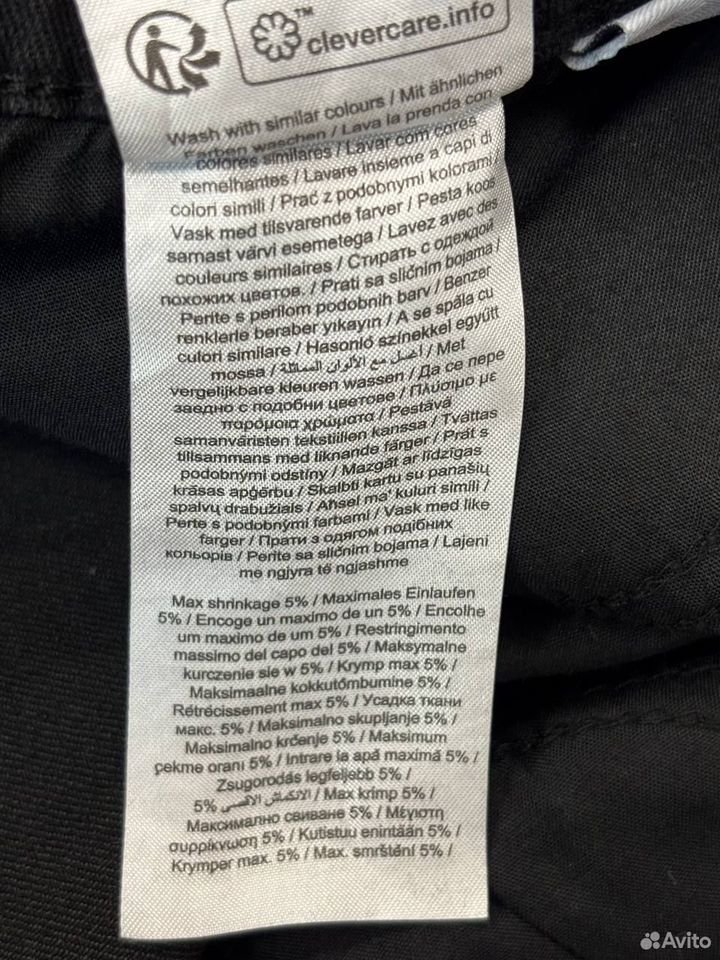 ™
clevercare.info
Wash with similar colours / Mit ähnlichen
Farben waschen / Lava la prenda con
colores similares / Lavar com cores
semelhantes / Lavare insieme a capi di
colori simili / Prać z podobnymi kolorami /
Vask med tilsvarende farver / Pesta koos
sarnast värvi esemetega / Lavez avec des
couleurs similaires / Стирать с одеждой
похожих цветов. / Prati sa sličnim bojama /
Perite s perilom podobnih barv / Benzer
renklerle beraber yıkayın / A se spăla cu
culori similare / Hasonló színekkel együtt
mossa / اغسل مع الألوان المماثلة / Met
vergelijkbare kleuren wassen / Да се пере
заедно с подобни цветове / Πλύσιμο με
παρόμοια χρώματα / Pestävä
samanväristen tekstiilien kanssa / Tvättas
tillsammans med liknande färger / Prát s
podobnými odstíny / Mazgāt ar līdzīgas
krāsas apģērbu / Skalbti kartu su panašių
spalvų drabužiais / Aħsel ma' kuluri simili /
Perte s podobnými farbami / Vask med like
farger / Прати з одягом подібних
кольорів / Perite sa sličnim bojama / Lajeni
me ngjyra të ngjashme
Max shrinkage 5% / Maximales Einlaufen
5% / Encoge un maximo de un 5% / Encolhe
um maximo de um 5% / Restringimento
massimo del capo del 5% / Maksymalne
kurczenie sie w 5% / Krymp max 5% /
Maksimaalne kokkutõmbumine 5% /
Rétrécissement max 5% / Усадка ткани
макс. 5% / Maksimalno skupljanje 5% /
Maksimalno krčenje 5% / Maksimum
çekme oranı 5% / Intrare la apă maximă 5% /
Zsugorodás legfeljebb 5% /
5% الانكماش الأقصى / Max krimp 5% /
Максимално свиване 5% / Μέγιστη
συρρίκνωση 5% / Kutistuu enintään 5% /
Krymper max. 5% / Max. smrštění 5% /
Avito